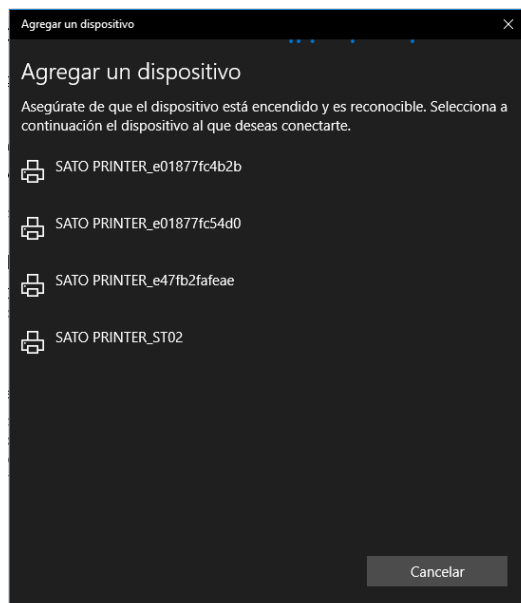 Agregar un dispositivo
Agregar un dispositivo
Asegúrate de que el dispositivo está encendido y es reconocible. Selecciona a
continuación el dispositivo al que deseas conectarte.
SATO PRINTER_e01877fc4b2b
SATO PRINTER_e01877fc54d0
SATO PRINTER_e47fb2fafeae
SATO PRINTER_ST02
Cancelar